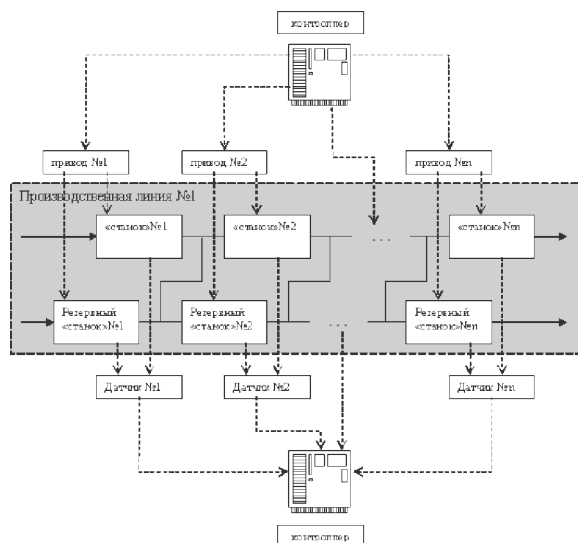 контроллер
привод №1
привод №2
привод №n
Производственная линия №1
«станок»№1
«станок»№2
. . .
«станок»№n
Резервный
«станок»№1
Резервный
«станок»№2
. . .
Резервный
«станок»№n
Датчик №1
Датчик №2
Датчик №n
контроллер